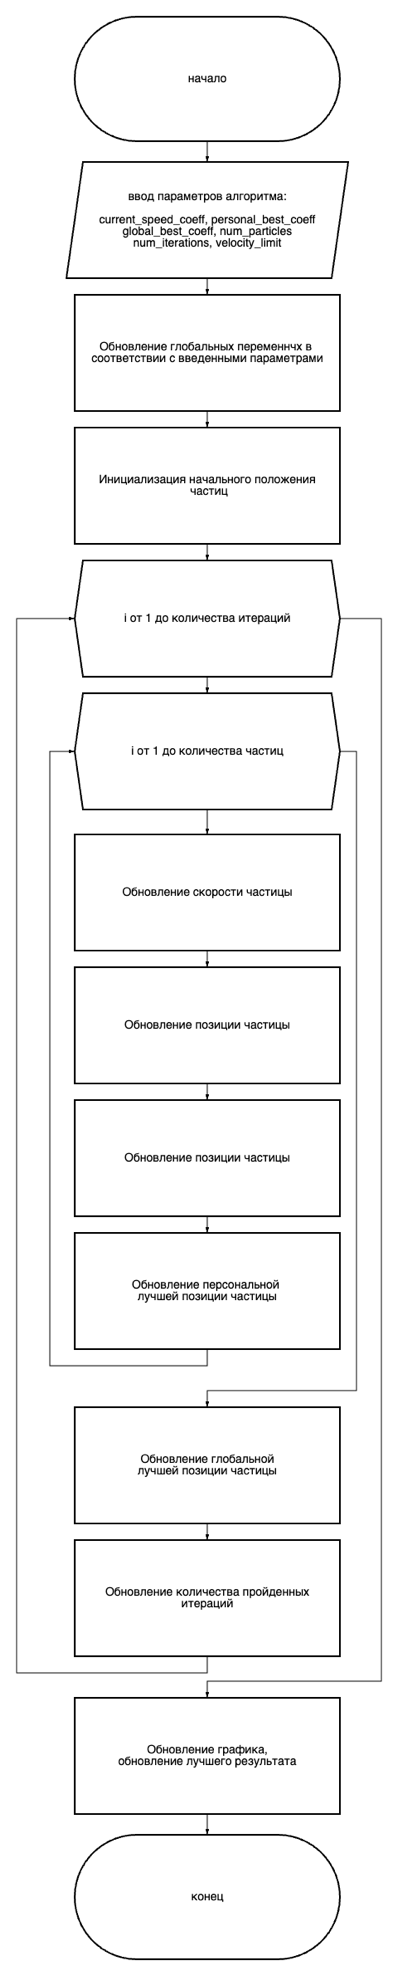 начало
ввод параметров алгоритма:
current_speed_coeff, personal_best_coeff
global_best_coeff, num_particles
num_iterations, velocity_limit
Обновление глобальных переменнчх в
соответствии с введенными параметрами
Инициализация начального положения
частиц
i от 1 до количества итераций
i от 1 до количества частиц
Обновление скорости частицы
Обновление позиции частицы
Обновление позиции частицы
Обновление персональной
лучшей позиции частицы
Обновление глобальной
лучшей позиции частицы
Обновление количества пройденных
итераций
Обновление графика,
обновление лучшего результата
конец